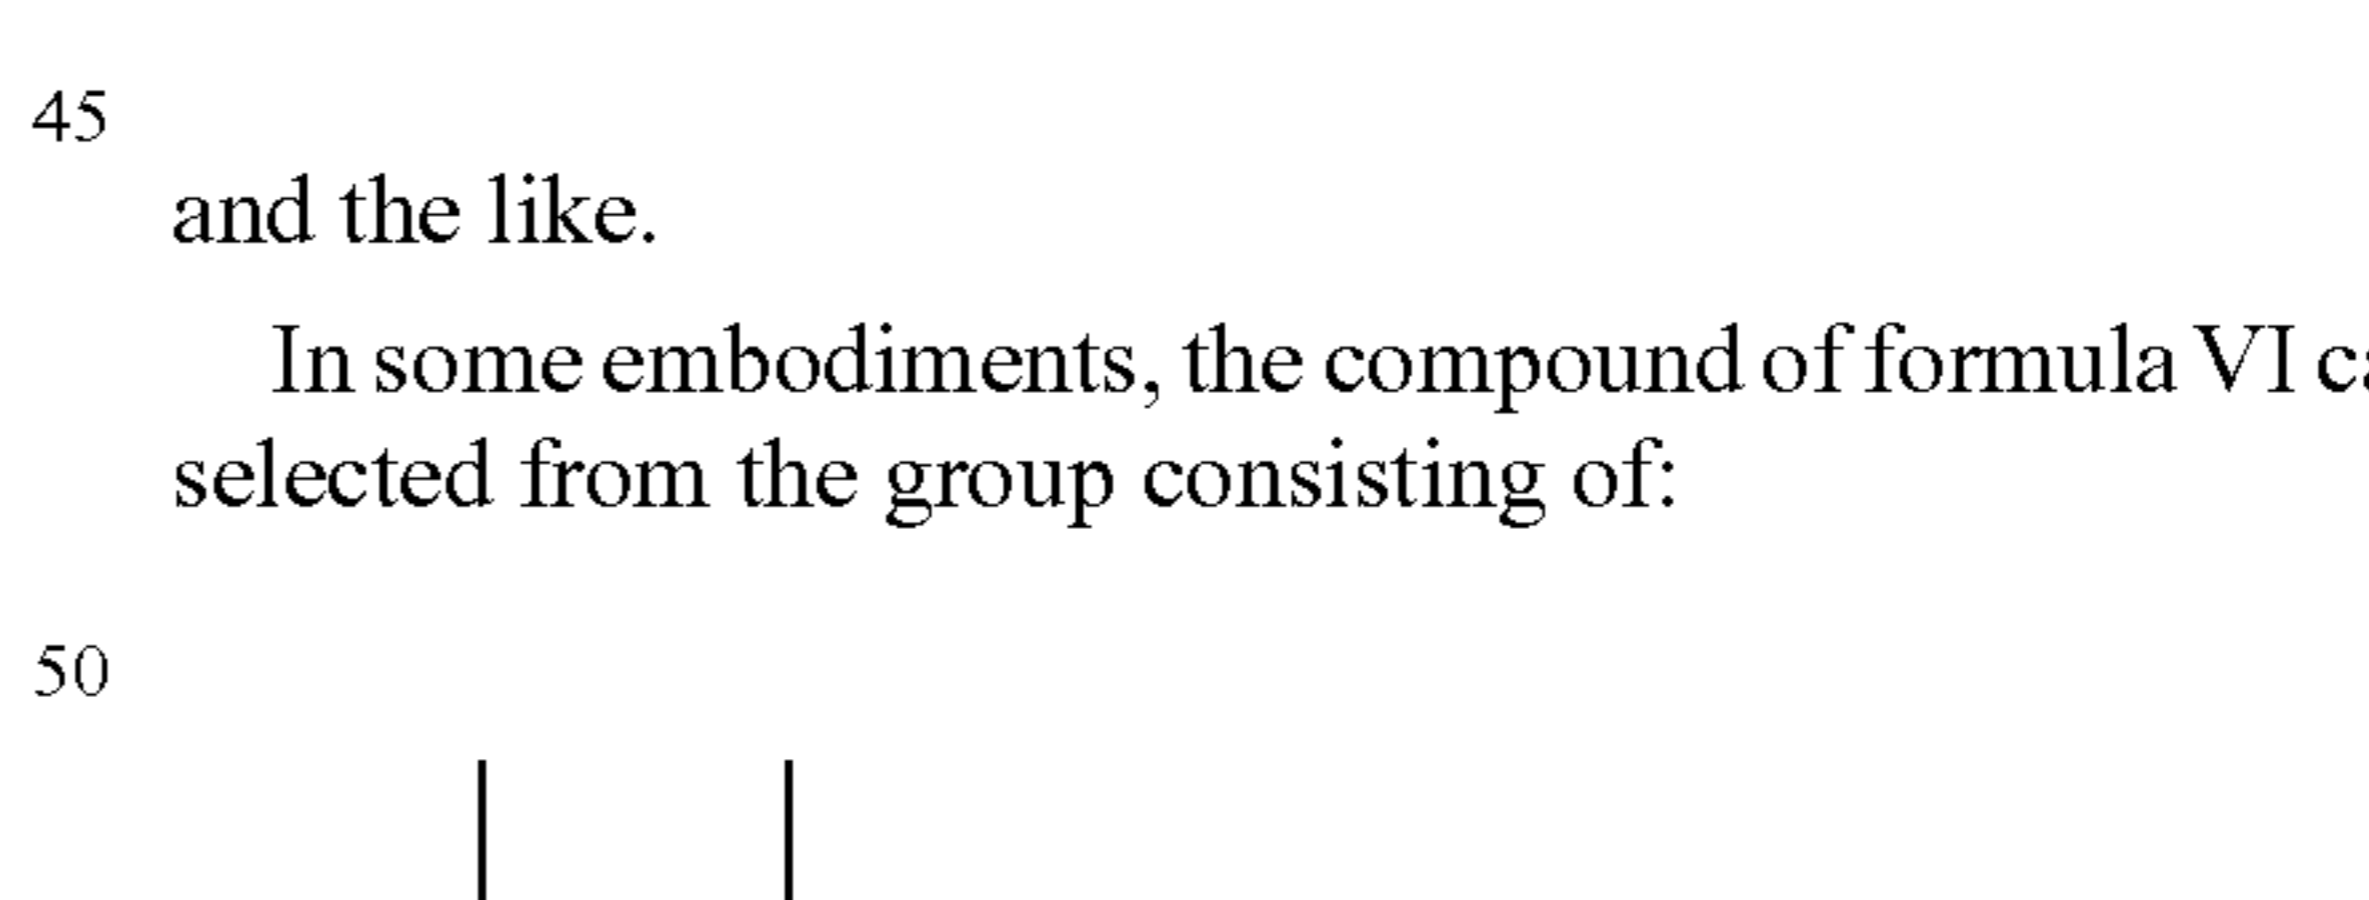 45
and the like.
In some embodiments, the compound of formula VI
selected from the group consisting of:
50